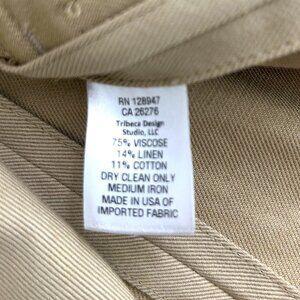 RN 128947
CA 26276
Tribeca Design
Studio, LLC
75% VISCOSE
14% LINEN
11% COTTON
DRY CLEAN ONLY
MEDIUM IRON
MADE IN USA OF
IMPORTED FABRIC